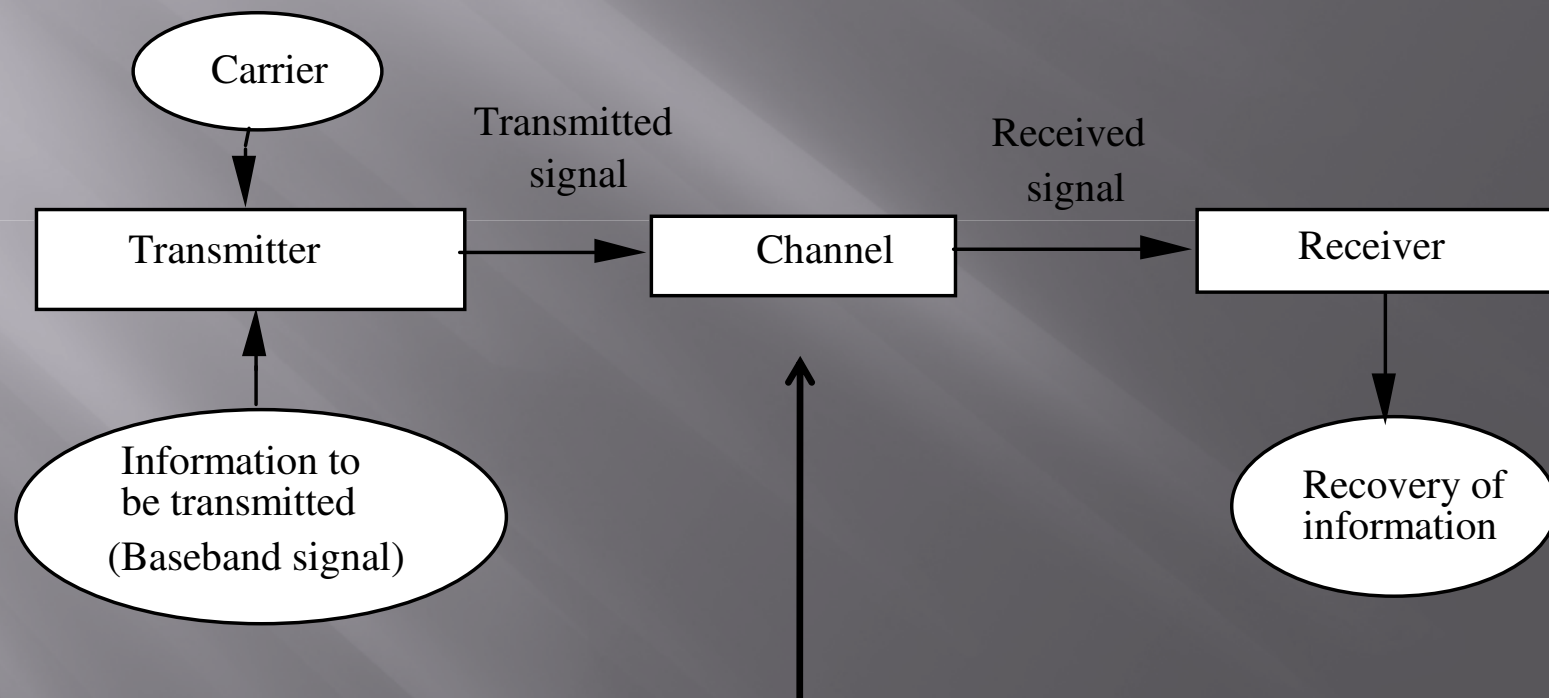 Carrier
Transmitted
signal
Received
signal
Transmitter
Channel
Receiver
Information to
be transmitted
(Baseband signal)
Recovery of
information